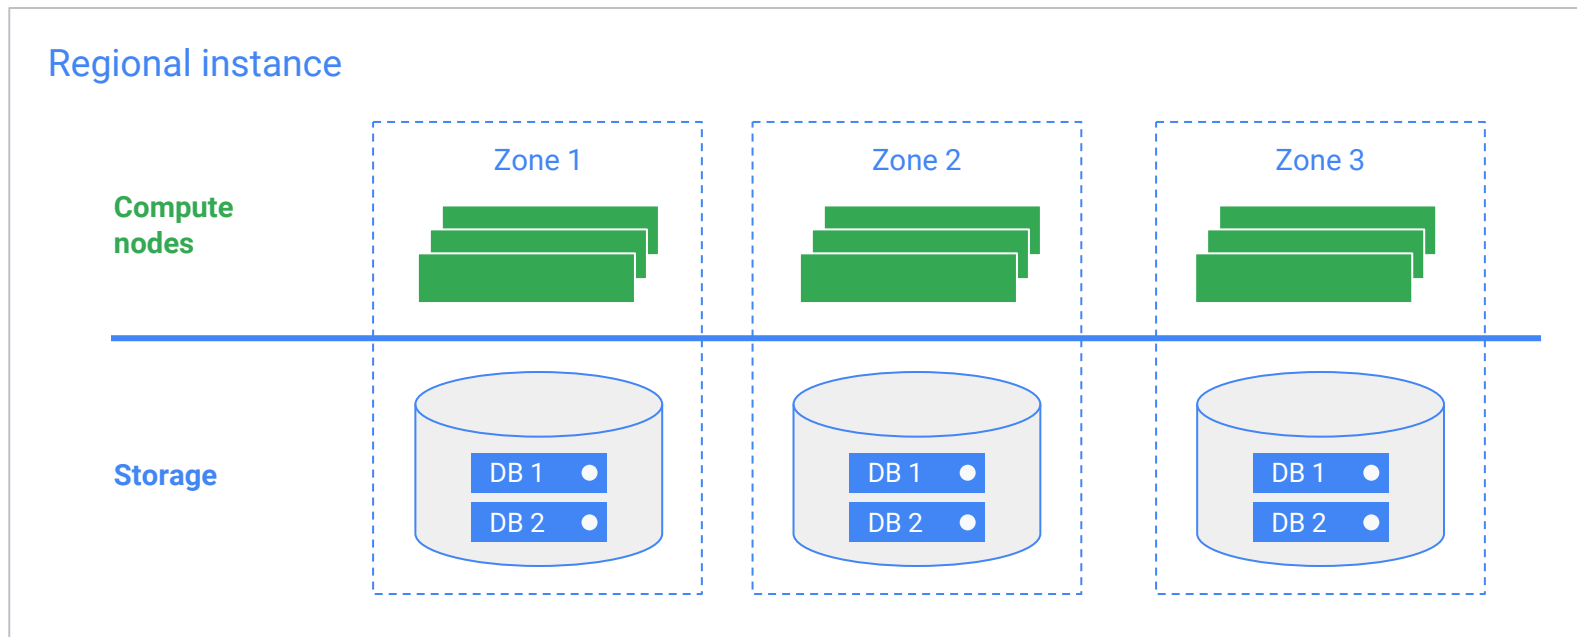 Regional instance
Zone 1
Zone 2
Zone 3
Compute
nodes
Storage
DB 1
DB 1
DB 1
DB 2
DB 2
DB 2